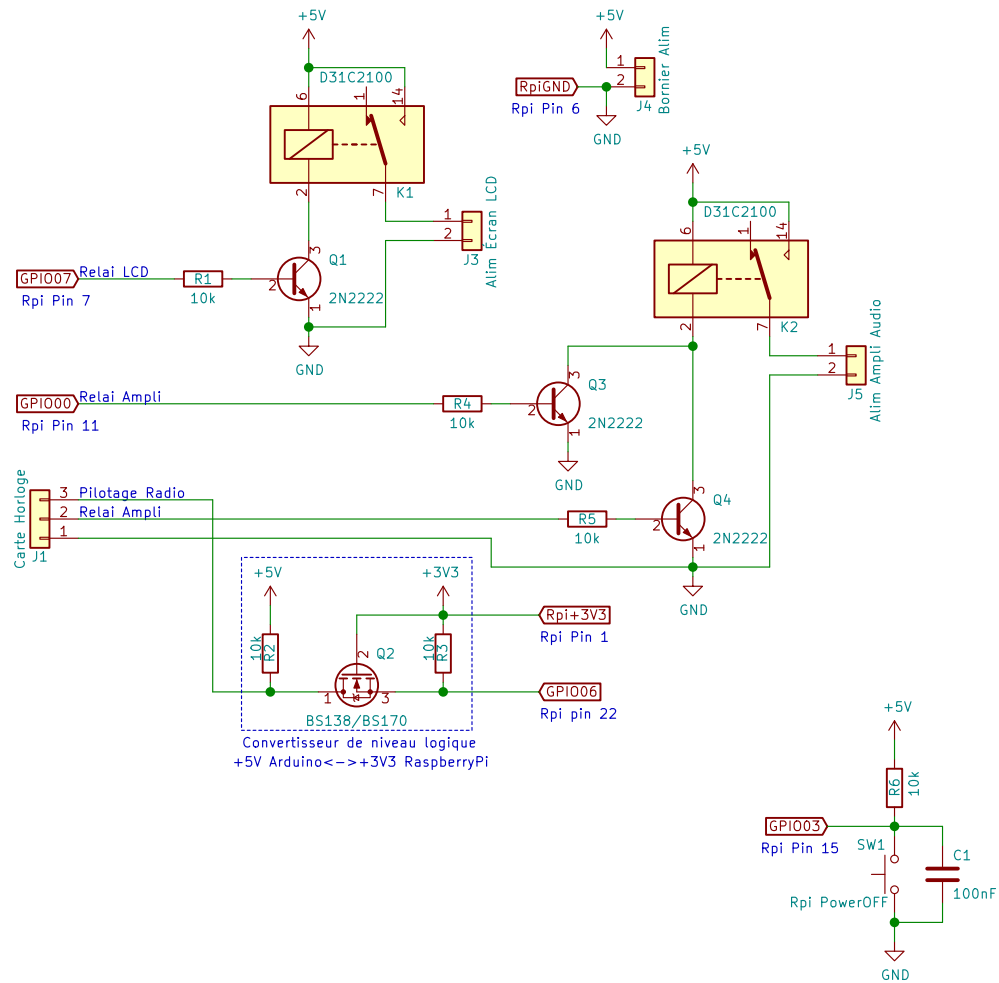 +5V
D31C2100
6
1
14
2
7
K1
+5V
1
2
J4
Bornier Alim
RpiGND
Rpi Pin 6
GND
1
2
J3
Alim Ecran LCD
GPIO07
Relai LCD
Rpi Pin 7
R1
10k
Q1
2N2222
3
2
1
GND
+5V
D31C2100
6
1
14
2
7
K2
1
2
J5
Alim Ampli Audio
GPIO00
Relai Ampli
Rpi Pin 11
R4
10k
Q3
2N2222
3
2
1
GND
Carte Horloge
3
2
1
J1
Pilotage Radio
Relai Ampli
R5
10k
Q4
2N2222
3
2
1
GND
+5V
+3V3
10k
R2
2
Q2
10k
R3
1
3
BS138/BS170
Rpi+3V3
Rpi Pin 1
GPIO06
Rpi pin 22
Convertisseur de niveau logique
+5V Arduino<->+3V3 RaspberryPi
+5V
R6
10k
GPIO03
Rpi Pin 15
SW1
Rpi PowerOFF
C1
100nF
GND